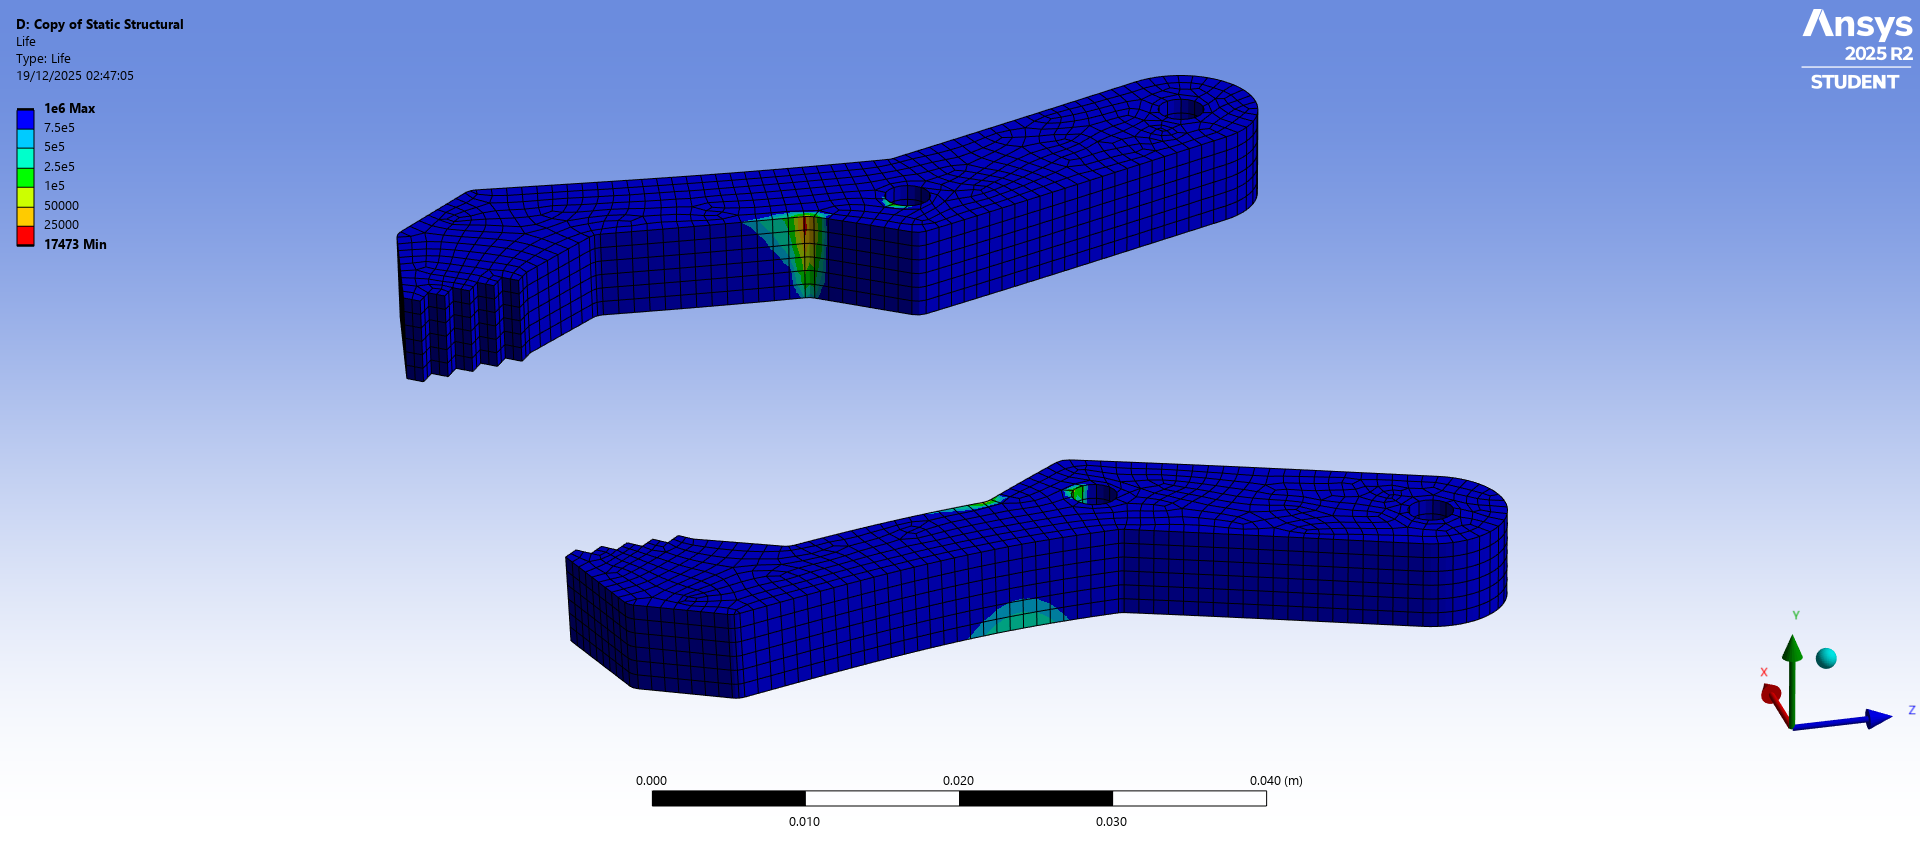 D: Copy of Static Structural
Life
Type: Life
19/12/2025 02:47:05
1e6 Max
7.5e5
5e5
2.5e5
1e5
50000
25000
17473 Min
Ansys
2025 R2
STUDENT
Y
X
Z
0.000 0.020 0.040 (m)
0.010 0.030